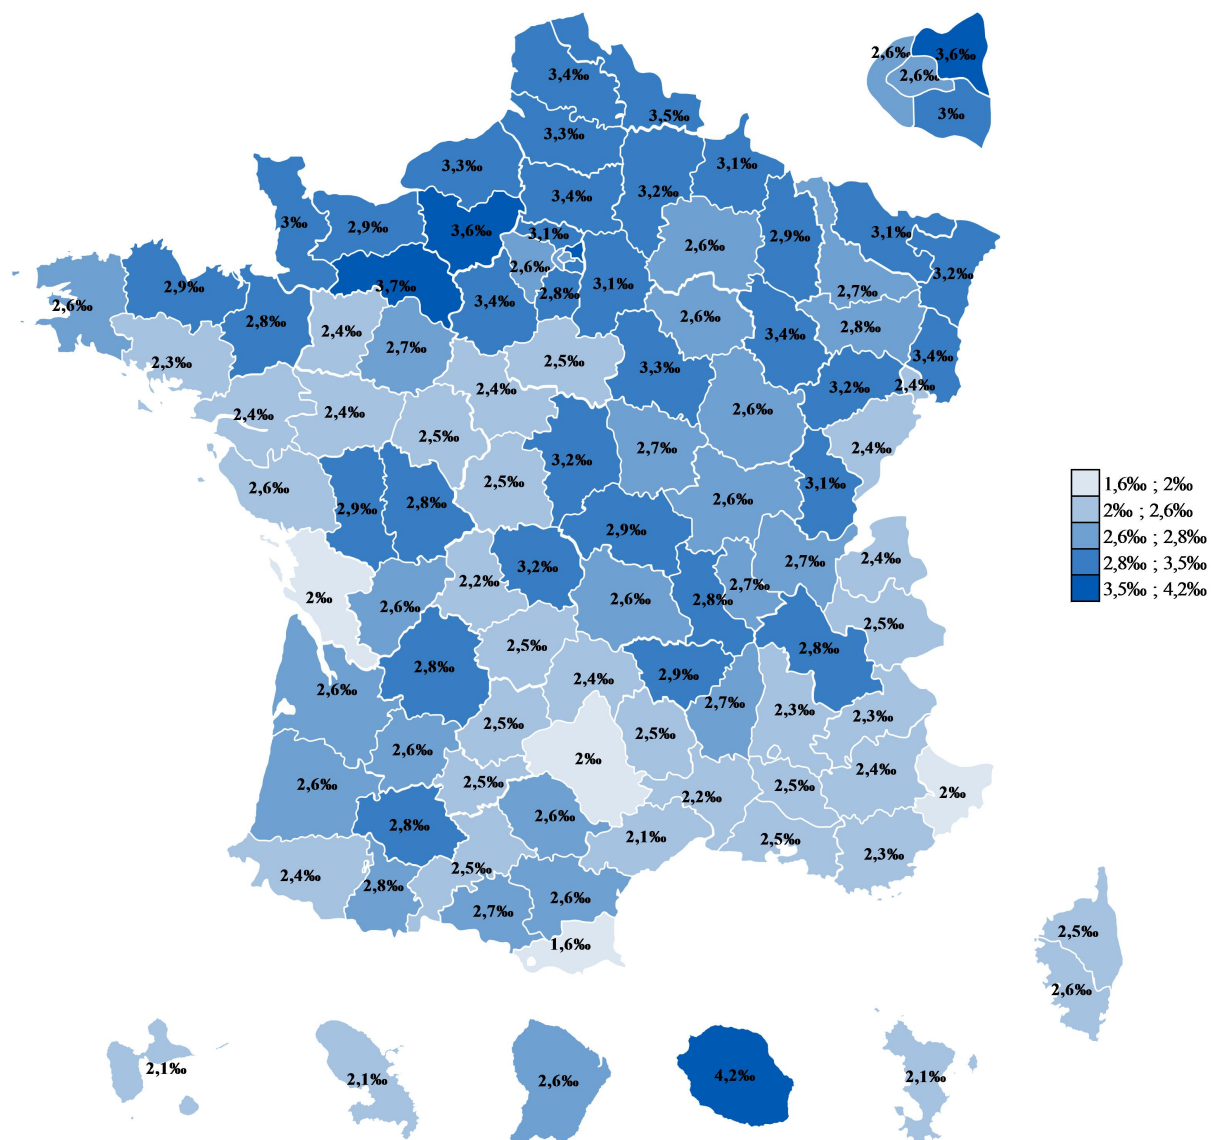 2,6‰ 3,6‰
3,4‰ 2,6‰
3,5‰ 3‰
3,3‰
3,3‰ 3,1‰
3,4‰ 3,2‰
3‰ 2,9‰ 3,6‰ 3,1‰ 2,6‰ 2,9‰ 3,1‰
2,6‰ 3,2‰
2,9‰ 3,7‰ 3,4‰ 2,8‰ 3,1‰ 2,7‰
2,6‰ 2,8‰ 2,4‰ 2,6‰ 2,8‰
2,7‰ 3,4‰
2,3‰ 2,5‰ 3,3‰ 3,4‰
2,4‰ 3,2‰ 2,4‰
2,4‰ 2,4‰ 2,6‰
2,5‰ 2,7‰ 2,4‰
3,2‰
2,6‰ 2,9‰ 2,8‰ 2,5‰ 2,6‰ 3,1‰
1,6‰ ; 2‰
2‰ ; 2,6‰
2,6‰ ; 2,8‰
2,8‰ ; 3,5‰
3,5‰ ; 4,2‰
2,9‰
3,2‰ 2,7‰ 2,4‰
2‰ 2,6‰ 2,2‰ 2,6‰ 2,8‰ 2,7‰
2,5‰
2,8‰ 2,5‰ 2,8‰
2,6‰ 2,4‰ 2,9‰
2,5‰ 2,7‰ 2,3‰ 2,3‰
2,6‰ 2,5‰
2‰ 2,4‰
2,6‰ 2,5‰ 2,2‰ 2,5‰ 2‰
2,8‰ 2,6‰
2,1‰ 2,5‰ 2,3‰
2,4‰ 2,8‰ 2,5‰
2,7‰ 2,6‰
1,6‰ 2,5‰
2,6‰
2,1‰ 2,1‰ 2,6‰ 4,2‰ 2,1‰